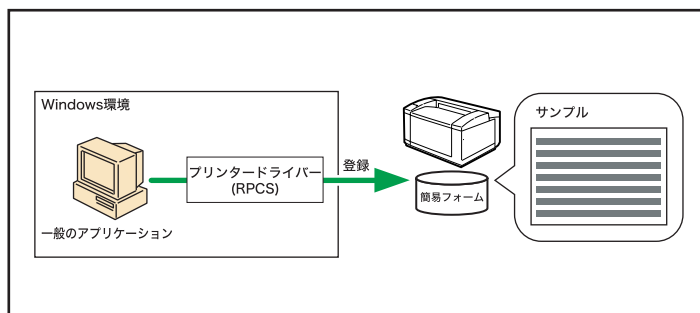 Windows環境
サンプル
プリンタードライバー
(RPCS)
登録
簡易フォーム
一般のアプリケーション